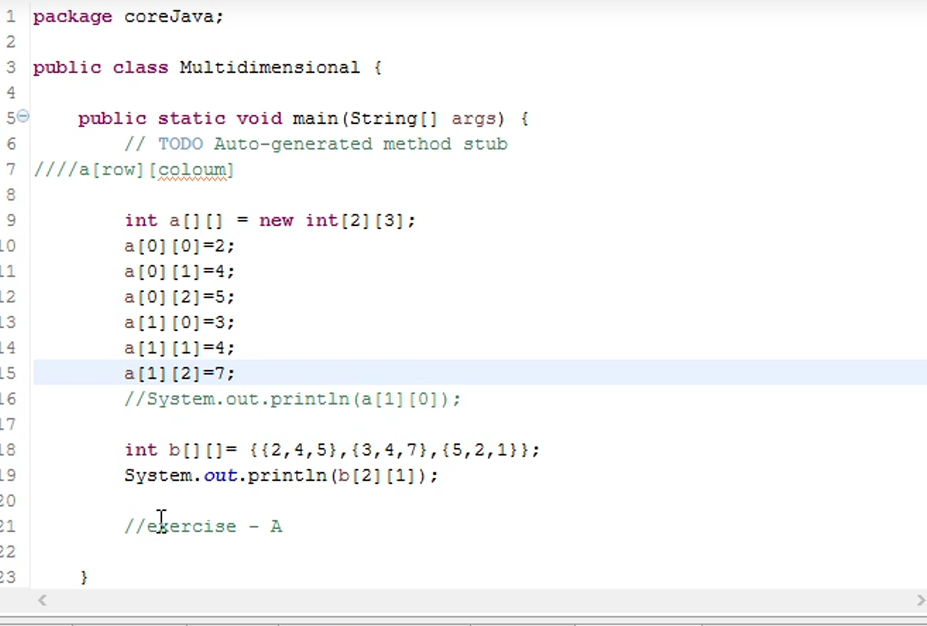 1 package coreJava;
2
3 public class Multidimensional {
4
5 public static void main(String[] args) {
6 // TODO Auto-generated method stub
7 ////a[row][coloum]
8
9 int a[][] = new int[2][3];
10 a[0][0]=2;
11 a[0][1]=4;
12 a[0][2]=5;
13 a[1][0]=3;
14 a[1][1]=4;
15 a[1][2]=7;
16 //System.out.println(a[1][0]);
17
18 int b[][]= {{2,4,5},{3,4,7},{5,2,1}};
19 System.out.println(b[2][1]);
20
21 //exercise - A
22
23 }